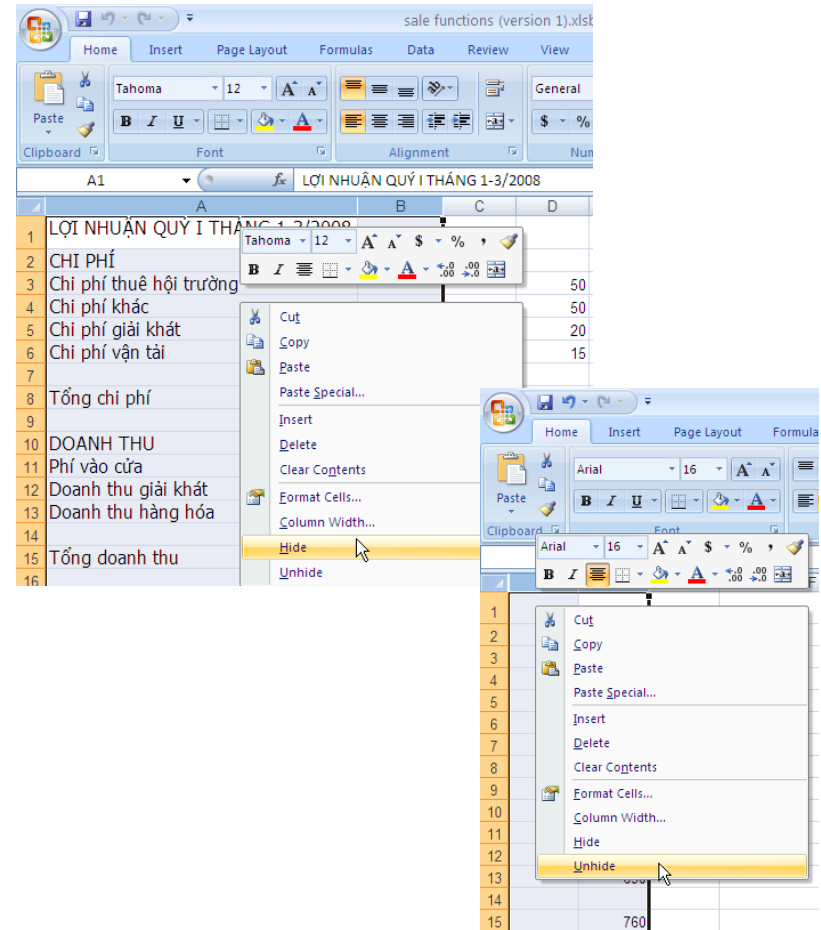 sale functions (version 1).xlsb
Home Insert Page Layout Formulas Data Review View
Paste Tahoma 12 A A General
B I U A $ %
Clipboard Font Alignment Num
A1 fx LỢI NHUẬN QUÝ I THÁNG 1-3/2008
A B C D
1 LỢI NHUẬN QUÝ I THÁNG 1-3/2008
Tahoma 12 A A $ % ,
B I A .00 .00
2 CHI PHÍ
3 Chi phí thuê hội trường 50
4 Chi phí khác 50
5 Chi phí giải khát 20
6 Chi phí vận tải 15
7
8 Tổng chi phí
9
10 DOANH THU
11 Phí vào cửa
12 Doanh thu giải khát
13 Doanh thu hàng hóa
14
15 Tổng doanh thu
16
Cut
Copy
Paste
Paste Special...
Insert
Delete
Clear Contents
Format Cells...
Column Width...
Hide
Unhide
Home Insert Page Layout Formula
Paste Arial 16 A A
B I U A
Clipboard Font
Arial 16 A A $ % ,
B I A .00 .00
F
1
2
3
4
5
6
7
8
9
10
11
12
13
14
15 760
Cut
Copy
Paste
Paste Special...
Insert
Delete
Clear Contents
Format Cells...
Column Width...
Hide
Unhide